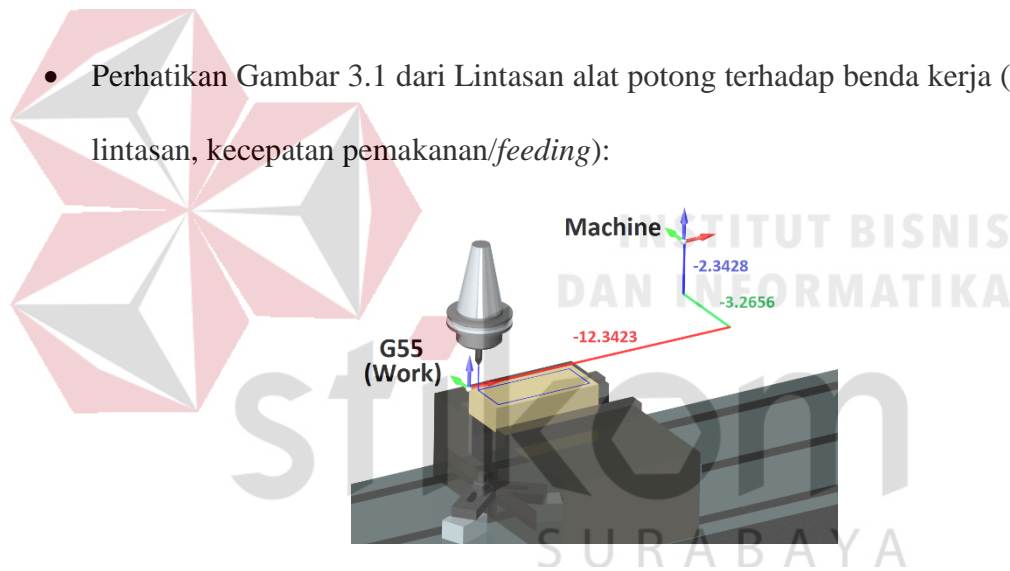 • Perhatikan Gambar 3.1 dari Lintasan alat potong terhadap benda kerja (
lintasan, kecepatan pemakanan/feeding):
INSTITUT BISNIS
DAN INFORMATIKA
Machine
-2.3428
-3.2656
-12.3423
G55
(Work)
stikom
SURABAYA